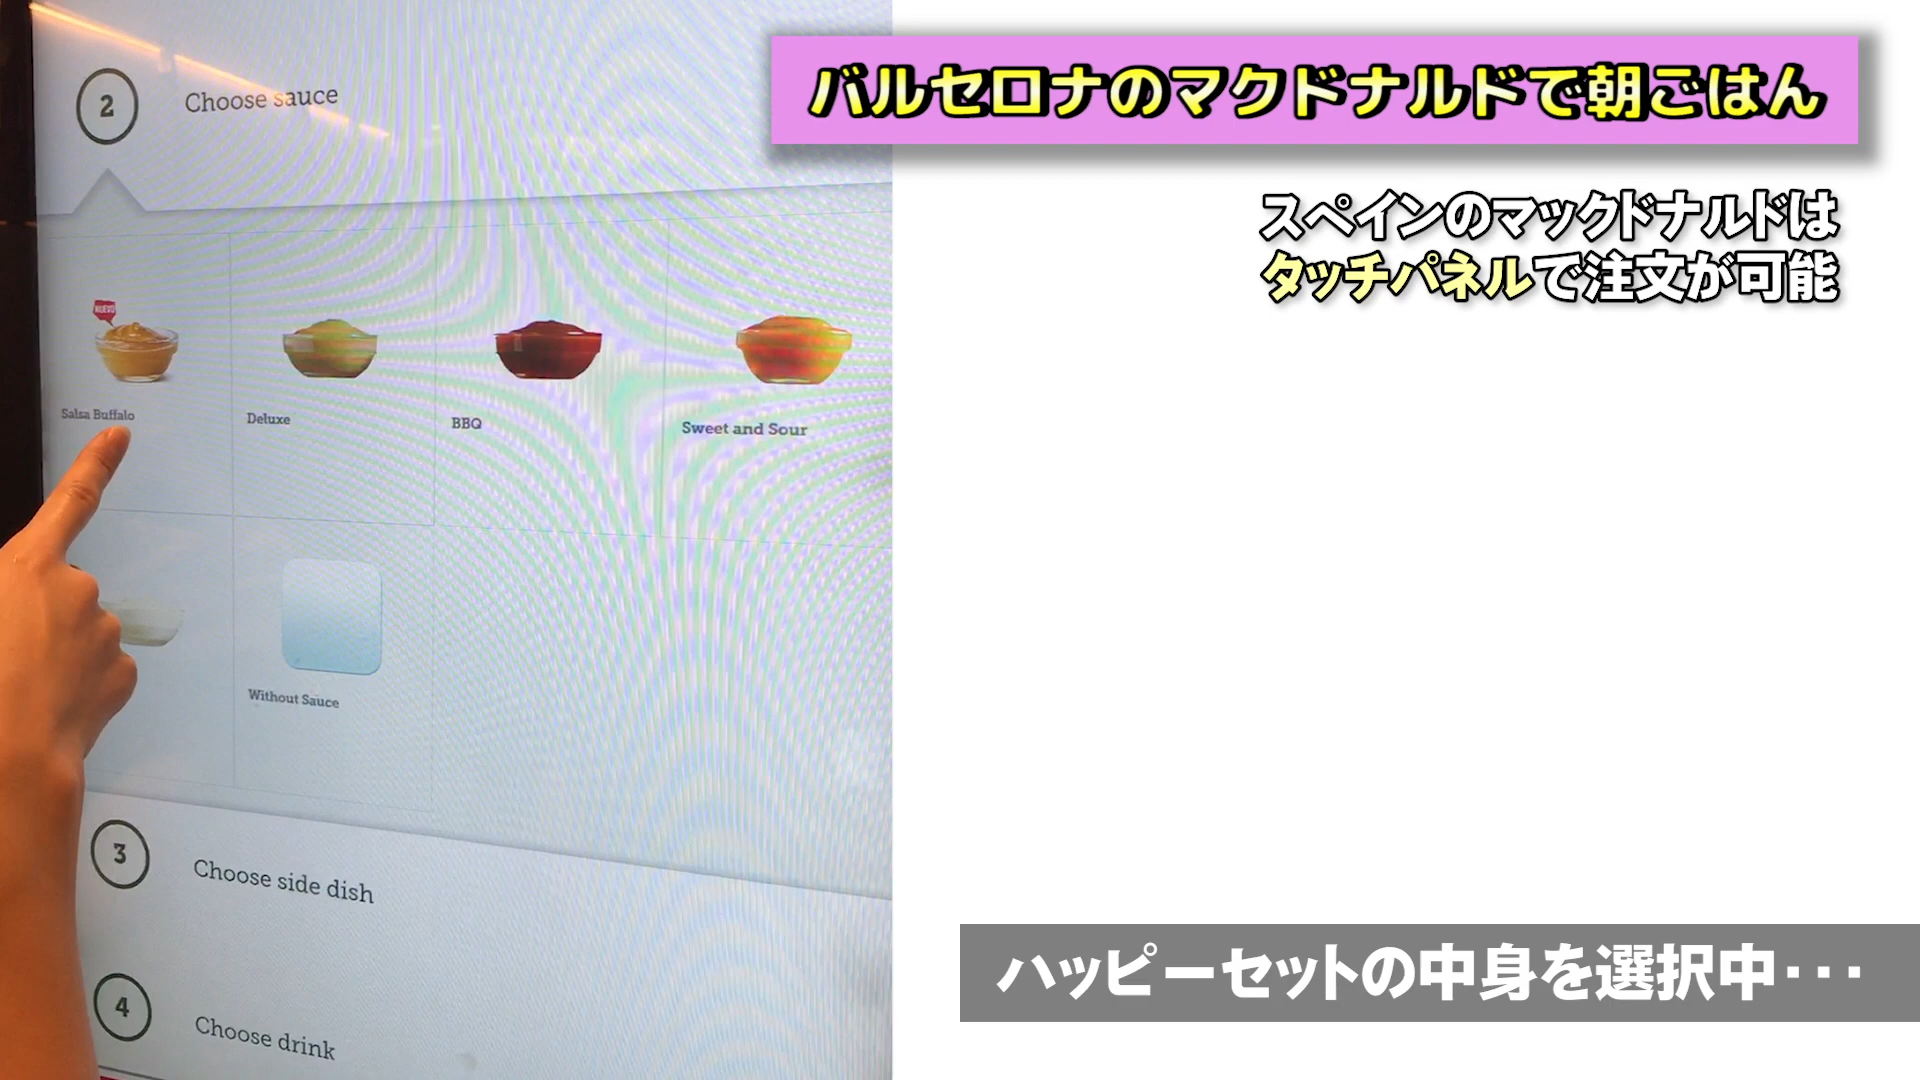 バルセロナのマクドナルドで朝ごはん
スペインのマックドナルドは
タッチパネルで注文が可能
2
Choose sauce
NUEVO
Salsa Buffalo
Deluxe
BBQ
Sweet and Sour
Without Sauce
3
Choose side dish
4
Choose drink
ハッピーセットの中身を選択中･･･